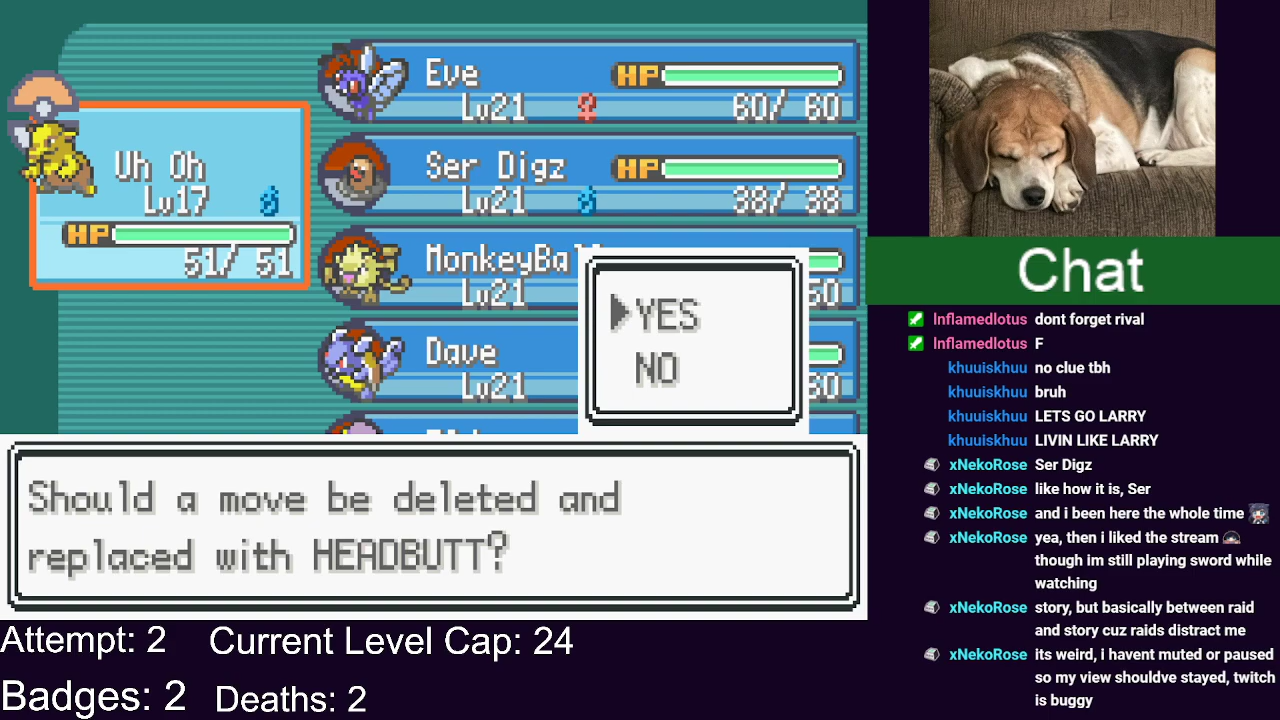 Uh Oh
Lv17
HP
51/ 51
Eve
Lv21
HP
60/ 60
Ser Digz
Lv21
HP
38/ 38
MonkeyBa
Lv21
Dave
Lv21
YES
NO
Should a move be deleted and
replaced with HEADBUTT?
Attempt: 2 Current Level Cap: 24
Badges: 2 Deaths: 2
Chat
Inflamedlotus dont forget rival
Inflamedlotus F
khuuiskhuu no clue tbh
khuuiskhuu bruh
khuuiskhuu LETS GO LARRY
khuuiskhuu LIVIN LIKE LARRY
xNekoRose Ser Digz
xNekoRose like how it is, Ser
xNekoRose and i been here the whole time
xNekoRose yea, then i liked the stream
though im still playing sword while
watching
xNekoRose story, but basically between raid
and story cuz raids distract me
xNekoRose its weird, i havent muted or paused
so my view shouldve stayed, twitch
is buggy